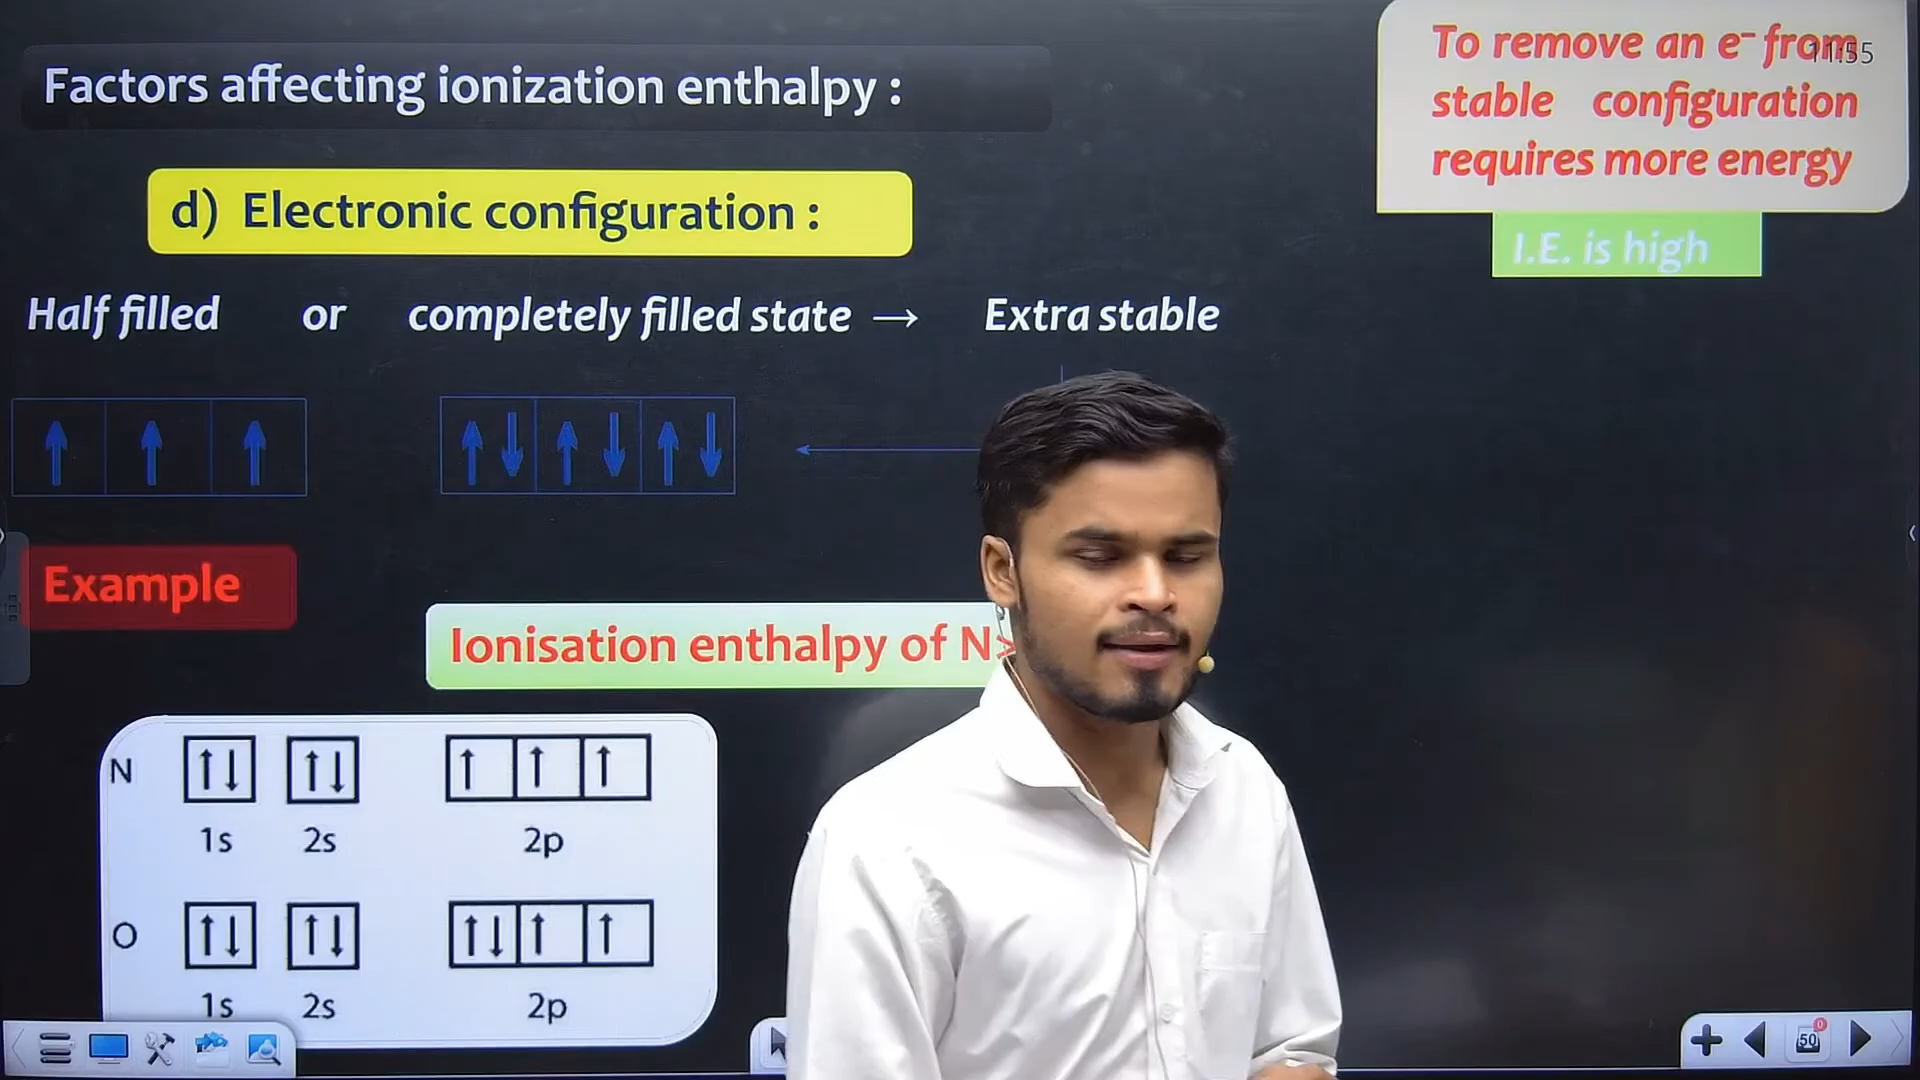 Factors affecting ionization enthalpy :
To remove an e⁻ from
11:55
stable configuration
requires more energy
I.E. is high
d) Electronic configuration :
Half filled or completely filled state → Extra stable
Example
Ionisation enthalpy of N>
N
1s 2s 2p
O
1s 2s 2p
50
0